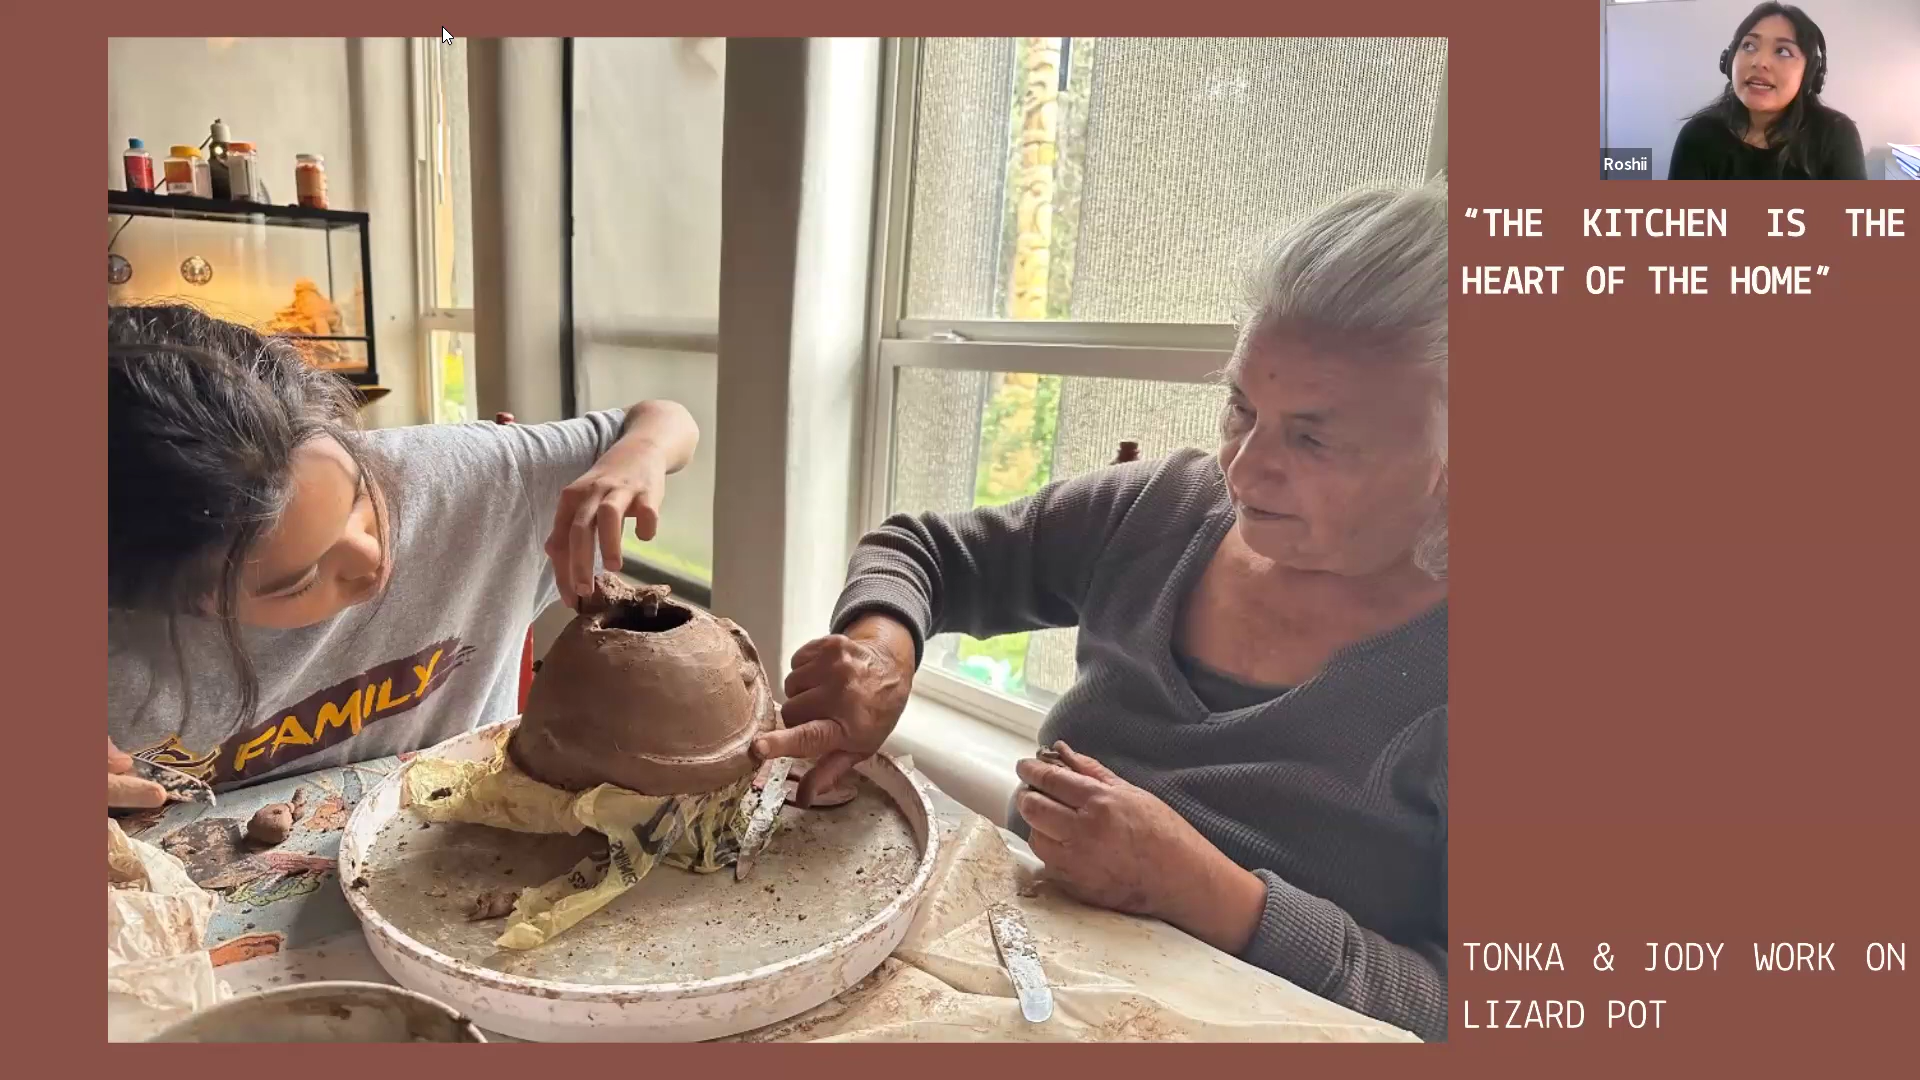 Roshii
“THE KITCHEN IS THE
HEART OF THE HOME”
FAMILY
TONKA & JODY WORK ON
LIZARD POT